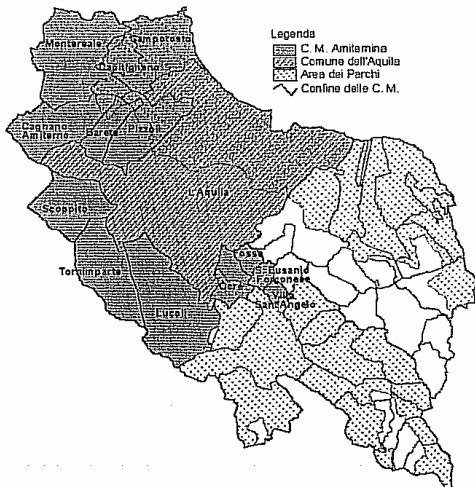 Legenda
C. M. Amiternina
Comune dell'Aquila
Area dei Parchi
Confine delle C. M.
Montereale
Campotosto
Capitignano
Cagnano
Amiterno
Barete
Pizzoli
L'Aquila
Scoppito
Tornimparte
Lucoli
Fossa
Ocre
S. Eusanio
Forconese
Villa
Sant'Angelo